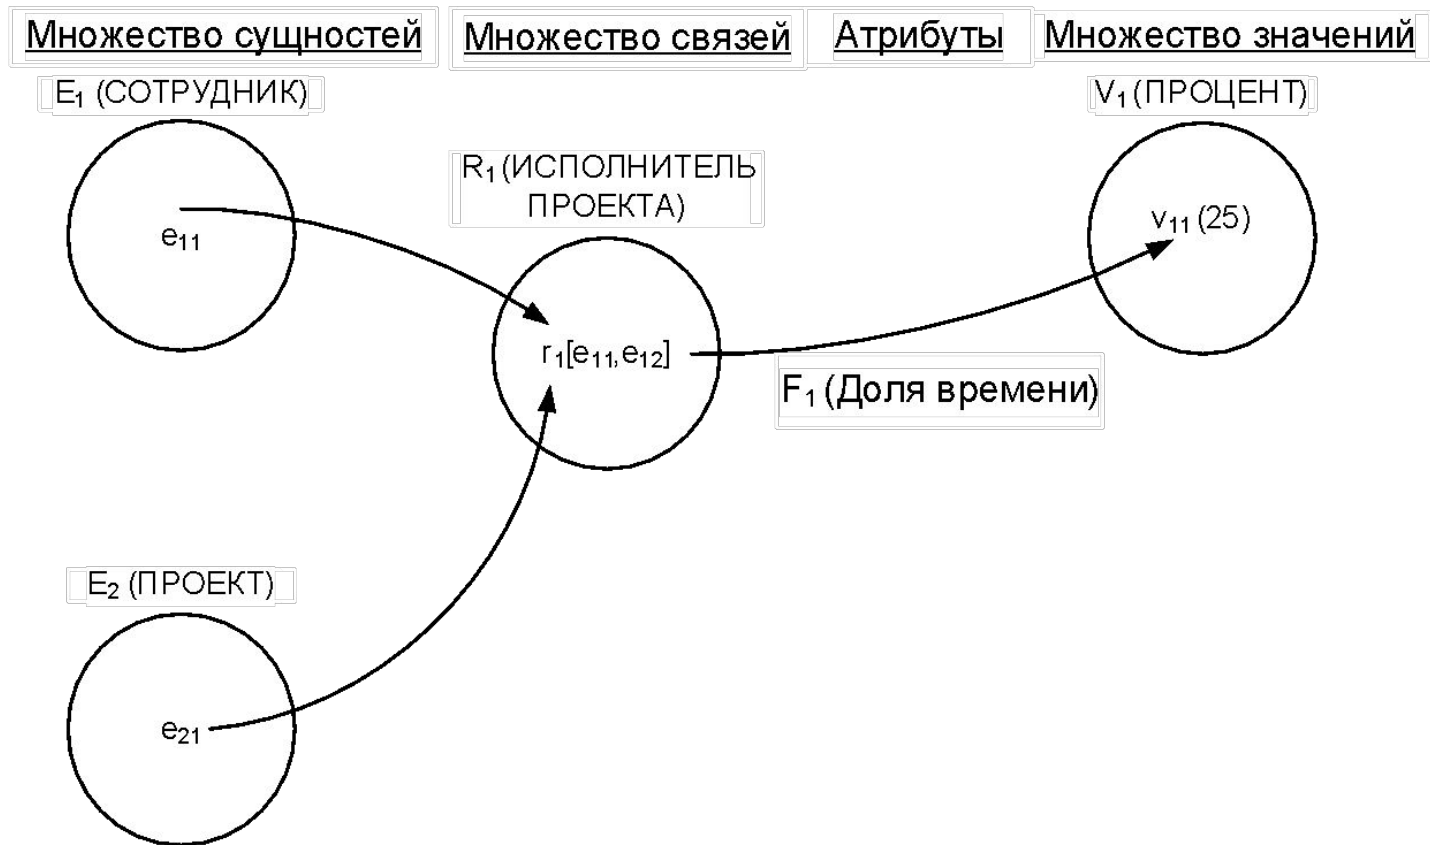 Множество сущностей Множество связей Атрибуты Множество значений
E₁ (СОТРУДНИК)
V₁ (ПРОЦЕНТ)
R₁ (ИСПОЛНИТЕЛЬ
ПРОЕКТА)
e₁₁
v₁₁ (25)
r₁[e₁₁,e₁₂]
F₁ (Доля времени)
E₂ (ПРОЕКТ)
e₂₁